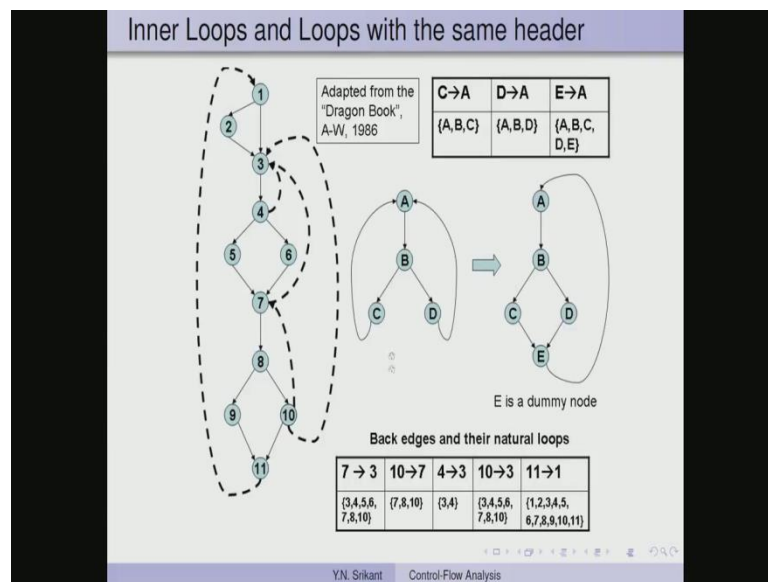 Inner Loops and Loops with the same header
Adapted from the
"Dragon Book",
A-W, 1986
C→A D→A E→A
{A,B,C} {A,B,D} {A,B,C,
D,E}
1
2
3
4
5 6
7
8
9 10
11
A
B
C D
A
B
C D
E
E is a dummy node
Back edges and their natural loops
7 → 3 10→7 4→3 10→3 11→1
{3,4,5,6, {7,8,10} {3,4} {3,4,5,6, {1,2,3,4,5,
7,8,10} 7,8,10} 6,7,8,9,10,11}
Y.N. Srikant Control-Flow Analysis